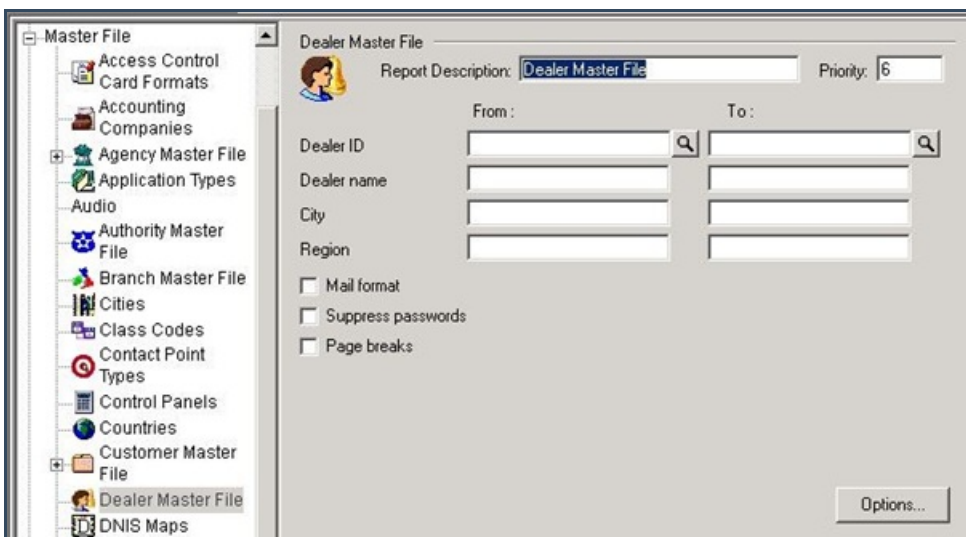 Master File
Access Control
Card Formats
Accounting
Companies
Agency Master File
Application Types
Audio
Authority Master
File
Branch Master File
Cities
Class Codes
Contact Point
Types
Control Panels
Countries
Customer Master
File
Dealer Master File
DNIS Maps
Dealer Master File
Report Description: Dealer Master File Priority: 6
From : To :
Dealer ID
Dealer name
City
Region
Mail format
Suppress passwords
Page breaks
Options...